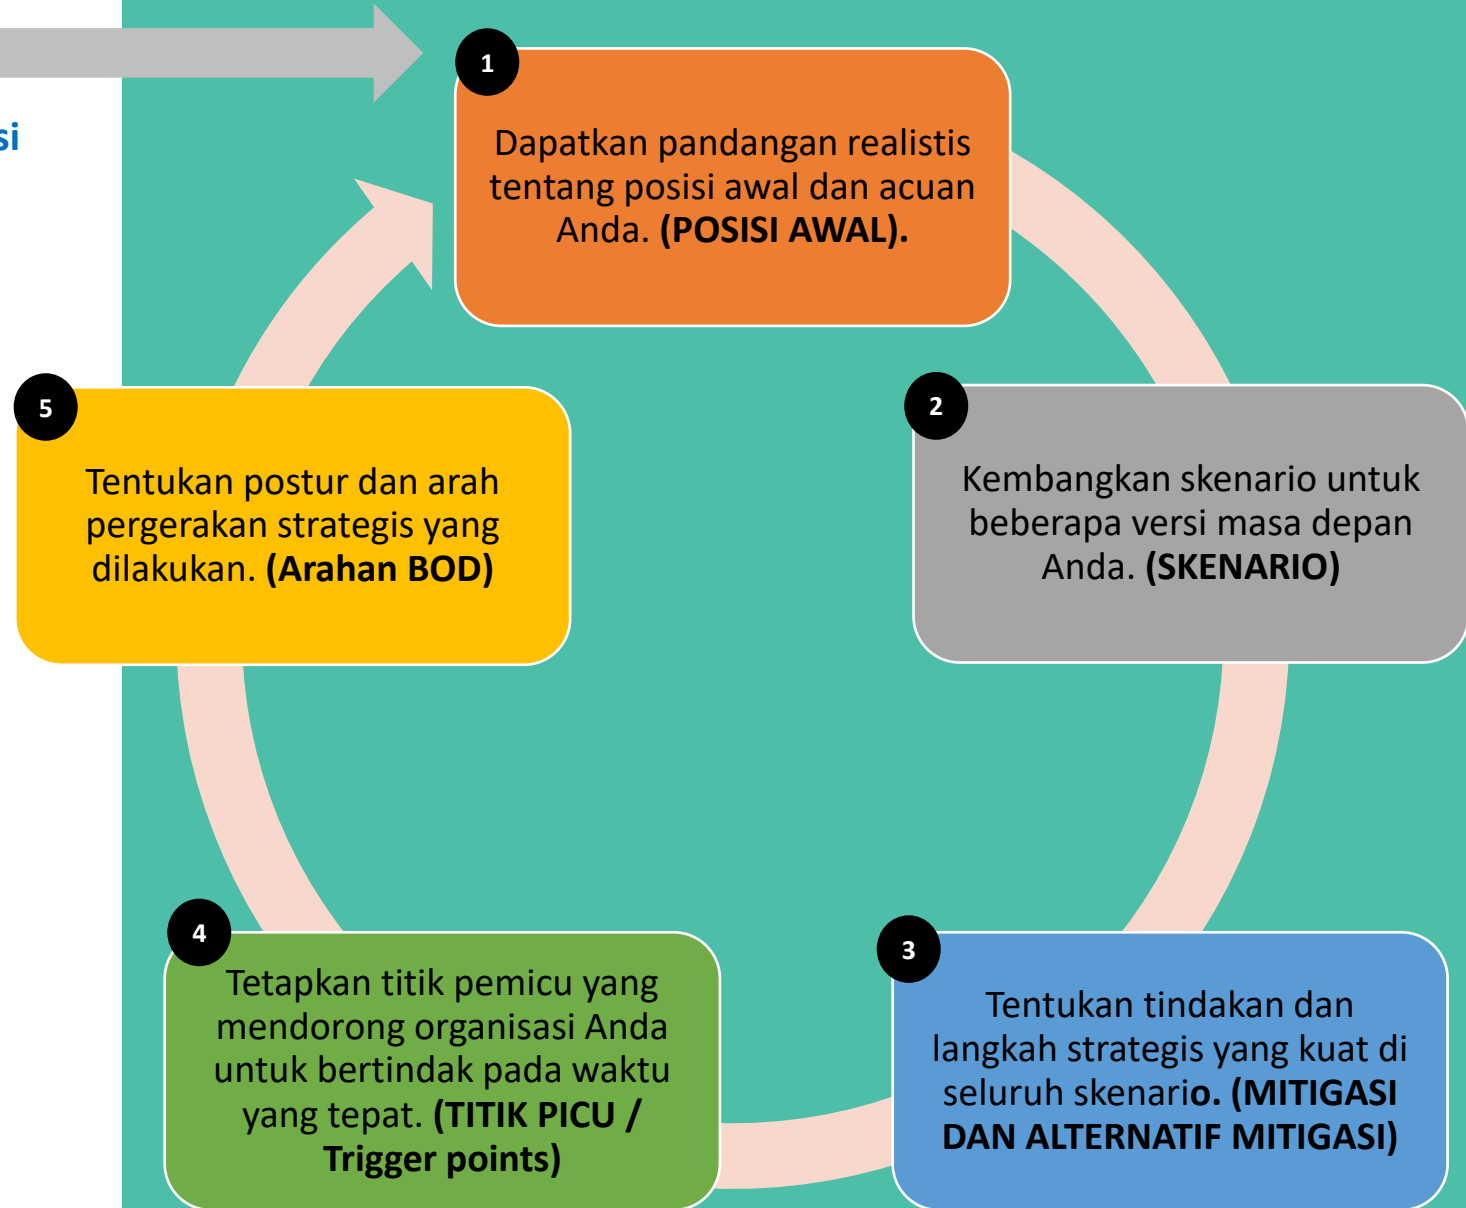 si
1
Dapatkan pandangan realistis
tentang posisi awal dan acuan
Anda. (POSISI AWAL).
2
Kembangkan skenario untuk
beberapa versi masa depan
Anda. (SKENARIO)
3
Tentukan tindakan dan
langkah strategis yang kuat di
seluruh skenario. (MITIGASI
DAN ALTERNATIF MITIGASI)
4
Tetapkan titik pemicu yang
mendorong organisasi Anda
untuk bertindak pada waktu
yang tepat. (TITIK PICU /
Trigger points)
5
Tentukan postur dan arah
pergerakan strategis yang
dilakukan. (Arahan BOD)